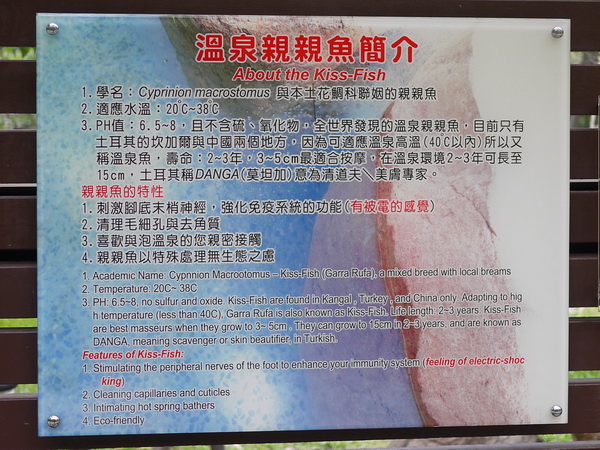 溫泉親親魚簡介
About the Kiss-Fish
1. 學名：Cyprinion macrostomus 與本土花鯛科聯姻的親親魚
2. 適應水溫：20℃~38℃
3. PH值：6.5~8，且不含硫、氧化物，全世界發現的溫泉親親魚，目前只有
土耳其的坎加爾與中國兩個地方，因為可適應溫泉高溫(40℃以內)所以又
稱溫泉魚，壽命：2~3年，3~5cm最適合按摩，在溫泉環境2~3年可長至
15cm，土耳其稱DANGA(莫坦加)意為清道夫＼美膚專家。
親親魚的特性
1. 刺激腳底末梢神經，強化免疫系統的功能(有被電的感覺)
2. 清理毛細孔與去角質
3. 喜歡與泡溫泉的您親密接觸
4. 親親魚以特殊處理無生態之慮
1. Academic Name: Cypnnion Macrootomus – Kiss-Fish (Garra Rufa), a mixed breed with local breams
2. Temperature: 20C~ 38C
3. PH: 6.5~8, no sulfur and oxide. Kiss-Fish are found in Kangal , Turkey , and China only. Adapting to hig
h temperature (less than 40C), Garra Rufa is also known as Kiss-Fish. Life length: 2~3 years. Kiss-Fish
are best masseurs when they grow to 3~ 5cm . They can grow to 15cm in 2~3 years, and are known as
DANGA, meaning scavenger or skin beautifier, in Turkish.
Features of Kiss-Fish:
1. Stimulating the peripheral nerves of the foot to enhance your immunity system (feeling of electric-shoc
king)
2. Cleaning capillaries and cuticles
3. Intimating hot spring bathers
4. Eco-friendly